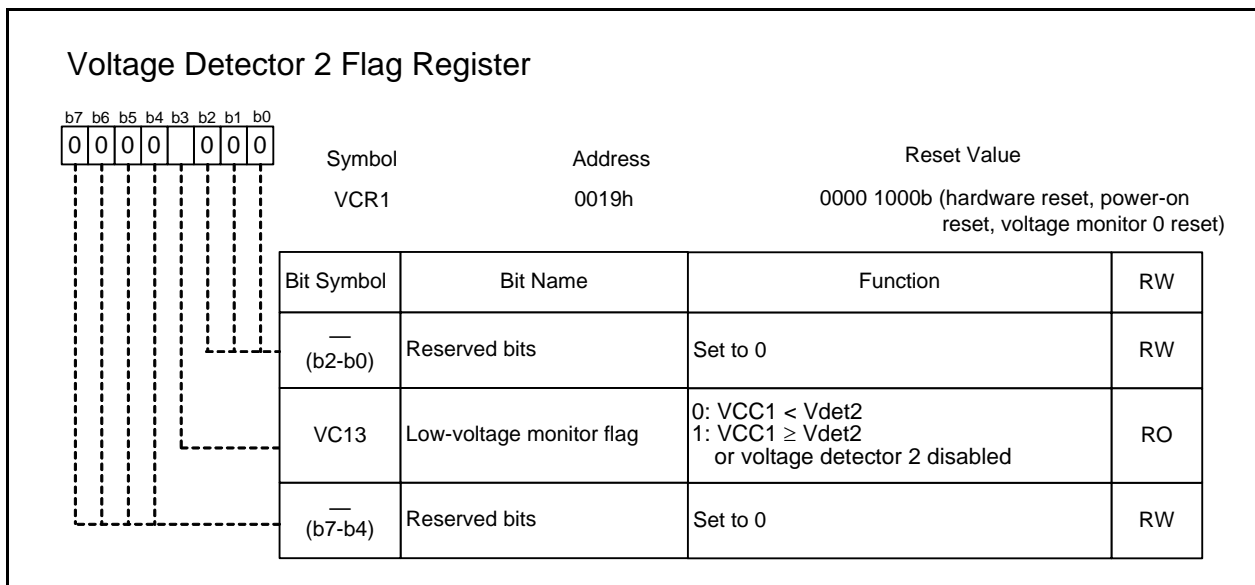 Voltage Detector 2 Flag Register
b7 b6 b5 b4 b3 b2 b1 b0
0 0 0 0 0 0 0
Symbol Address Reset Value
VCR1 0019h 0000 1000b (hardware reset, power-on
reset, voltage monitor 0 reset)
Bit Symbol Bit Name Function RW
—
(b2-b0) Reserved bits Set to 0 RW
0: VCC1 < Vdet2
VC13 Low-voltage monitor flag 1: VCC1 ≥ Vdet2 RO
or voltage detector 2 disabled
—
(b7-b4) Reserved bits Set to 0 RW